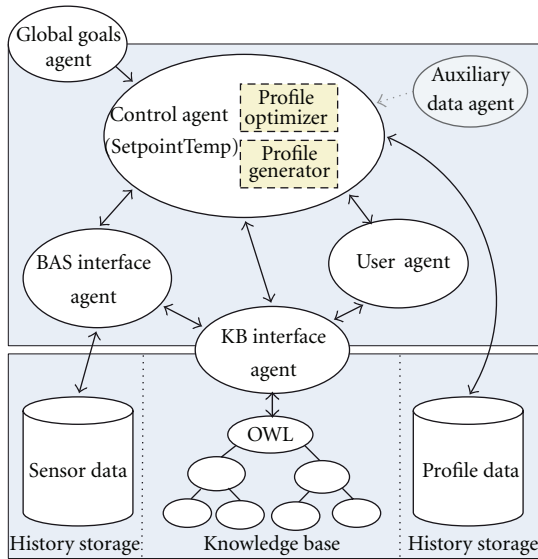 Global goals
agent
Auxiliary
data agent
Control agent
(SetpointTemp)
Profile
optimizer
Profile
generator
BAS interface
agent
User agent
KB interface
agent
OWL
Sensor data
Profile data
History storage
Knowledge base
History storage